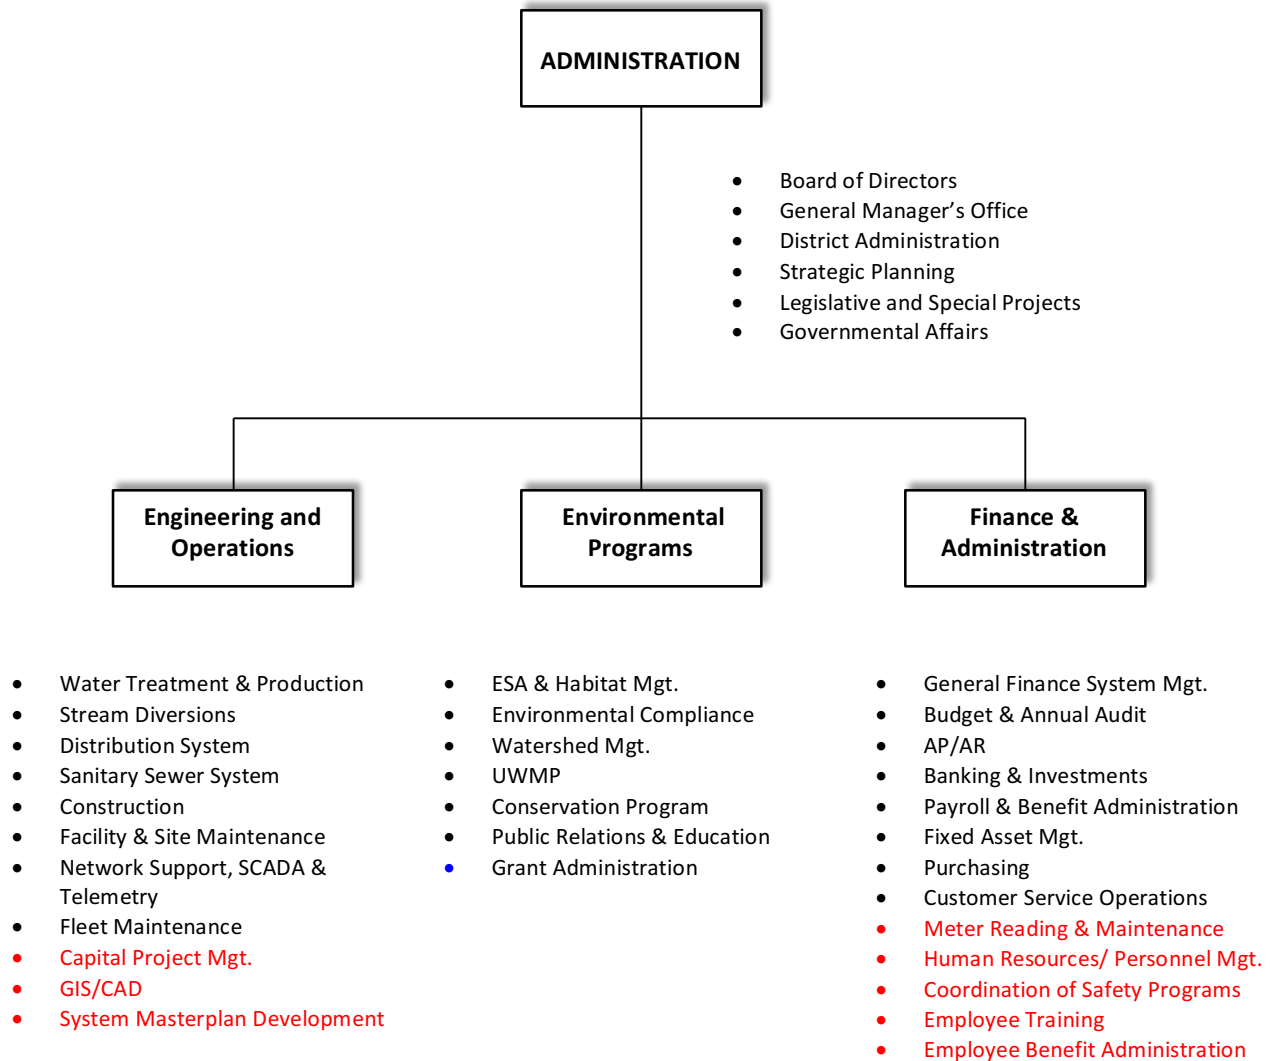 ADMINISTRATION
• Board of Directors
• General Manager’s Office
• District Administration
• Strategic Planning
• Legislative and Special Projects
• Governmental Affairs
Engineering and
Operations
• Water Treatment & Production
• Stream Diversions
• Distribution System
• Sanitary Sewer System
• Construction
• Facility & Site Maintenance
• Network Support, SCADA &
Telemetry
• Fleet Maintenance
• Capital Project Mgt.
• GIS/CAD
• System Masterplan Development
Environmental
Programs
• ESA & Habitat Mgt.
• Environmental Compliance
• Watershed Mgt.
• UWMP
• Conservation Program
• Public Relations & Education
• Grant Administration
Finance &
Administration
• General Finance System Mgt.
• Budget & Annual Audit
• AP/AR
• Banking & Investments
• Payroll & Benefit Administration
• Fixed Asset Mgt.
• Purchasing
• Customer Service Operations
• Meter Reading & Maintenance
• Human Resources/ Personnel Mgt.
• Coordination of Safety Programs
• Employee Training
• Employee Benefit Administration